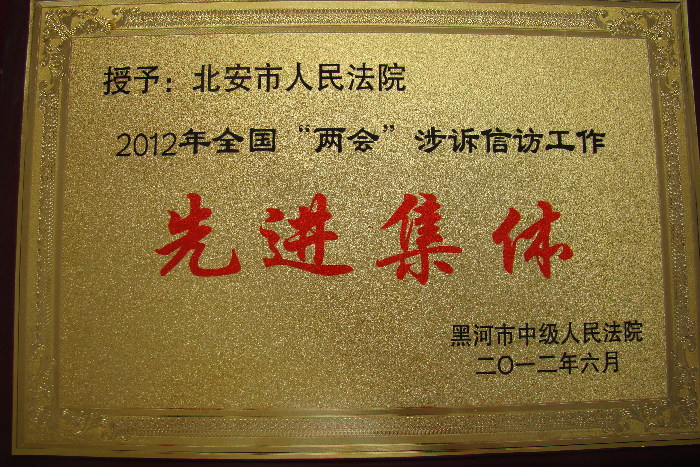 授予：北安市人民法院
2012年全国“两会”涉诉信访工作
先进集体
黑河市中级人民法院
二〇一二年六月